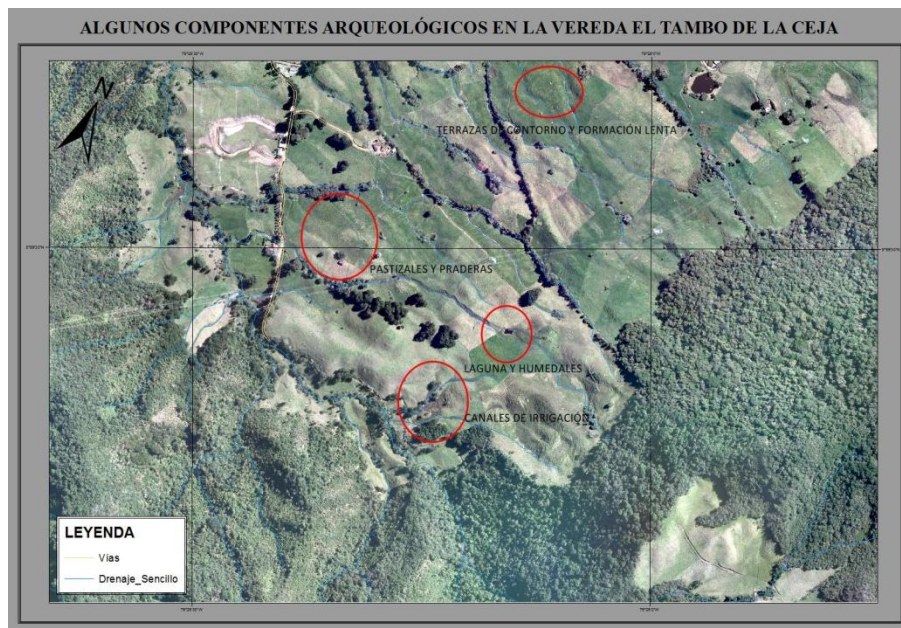 ALGUNOS COMPONENTES ARQUEOLÓGICOS EN LA VEREDA EL TAMBO DE LA CEJA
N
TERRAZAS DE CONTORNO Y FORMACIÓN LENTA
PASTIZALES Y PRADERAS
LAGUNA Y HUMEDALES
CANALES DE IRRIGACIÓN
LEYENDA
Vías
Drenaje_Sencillo